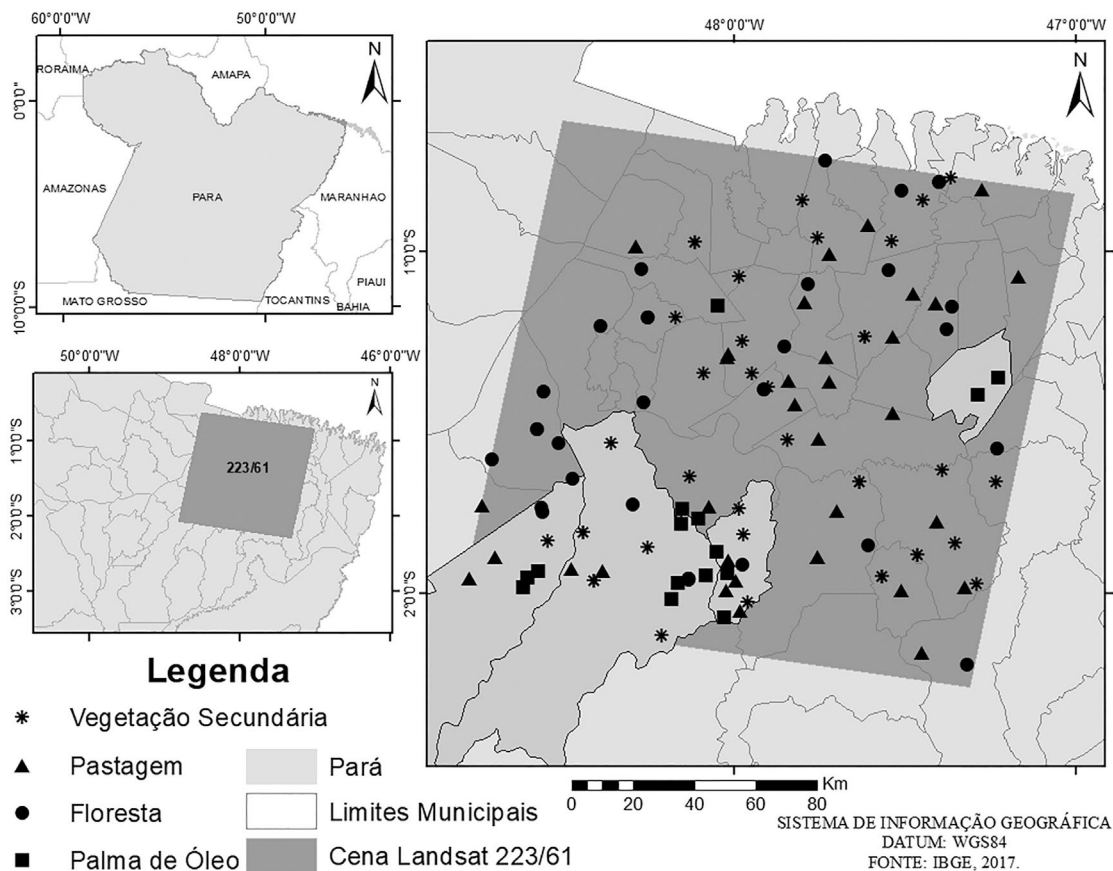 60°0'0"W
50°0'0"W
N
RORAIMA
AMAPA
0°0'0"
AMAZONAS
PARA
MARANHAO
PIAUI
MATO GROSSO
TOCANTINS
BAHIA
10°0'0"S
50°0'0"W
48°0'0"W
46°0'0"W
N
1°0'0"S
223/61
2°0'0"S
3°0'0"S
48°0'0"W
47°0'0"W
N
1°0'0"S
2°0'0"S
Legenda
Vegetação Secundária
Pastagem
Floresta
Palma de Óleo
Pará
Limites Municipais
Cena Landsat 223/61
Km
0 20 40 60 80
SISTEMA DE INFORMAÇÃO GEOGRÁFICA
DATUM: WGS84
FONTE: IBGE, 2017.